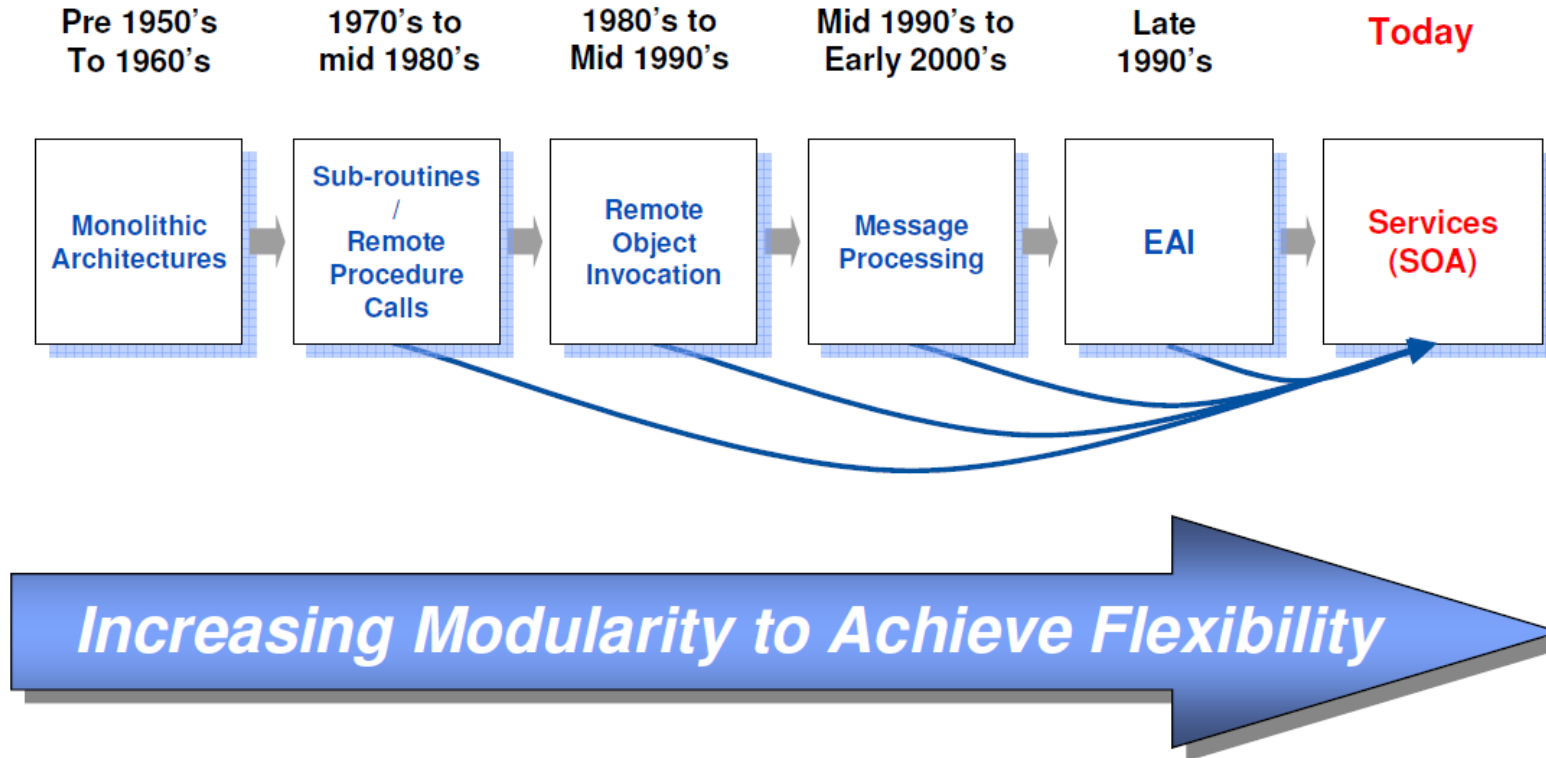 Pre 1950's
To 1960's
1970's to
mid 1980's
1980's to
Mid 1990's
Mid 1990's to
Early 2000's
Late
1990's
Today
Monolithic
Architectures
Sub-routines
/
Remote
Procedure
Calls
Remote
Object
Invocation
Message
Processing
EAI
Services
(SOA)
Increasing Modularity to Achieve Flexibility